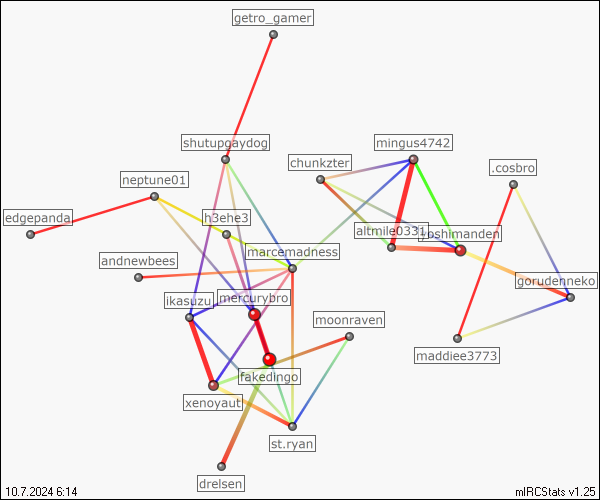 getro_gamer
shutupgaydog
mingus4742
chunkzter
.cosbro
neptune01
edgepanda
h3ehe3
altmile0331
yoshimanden
marcemadness
andnewbees
gorudenneko
ikasuzu
mercurybro
moonraven
maddiee3773
fakedingo
xenoyaut
st.ryan
drelsen
10.7.2024 6:14
mIRCStats v1.25